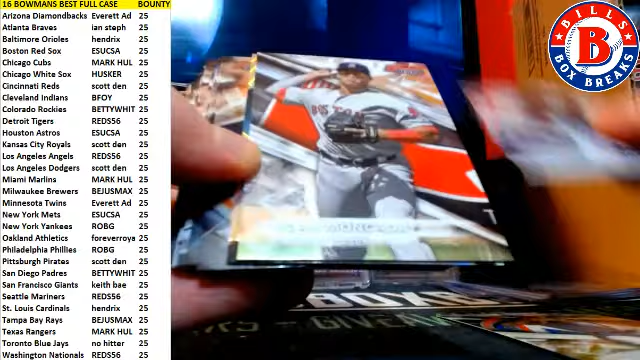 16 BOWMANS BEST FULL CASE BOUNTY
Arizona Diamondbacks Everett Ad 25
Atlanta Braves ian steph 25
Baltimore Orioles hendrix 25
Boston Red Sox ESUCSA 25
Chicago Cubs MARK HUL 25
Chicago White Sox HUSKER 25
Cincinnati Reds scott den 25
Cleveland Indians BFOY 25
Colorado Rockies BETTYWHIT 25
Detroit Tigers REDS56 25
Houston Astros ESUCSA 25
Kansas City Royals scott den 25
Los Angeles Angels REDS56 25
Los Angeles Dodgers scott den 25
Miami Marlins MARK HUL 25
Milwaukee Brewers BEJUSMAX 25
Minnesota Twins Everett Ad 25
New York Mets ESUCSA 25
New York Yankees ROBG 25
Oakland Athletics foreverroya 25
Philadelphia Phillies ROBG 25
Pittsburgh Pirates scott den 25
San Diego Padres BETTYWHIT 25
San Francisco Giants keith bae 25
Seattle Mariners REDS56 25
St. Louis Cardinals hendrix 25
Tampa Bay Rays BEJUSMAX 25
Texas Rangers MARK HUL 25
Toronto Blue Jays no hitter 25
Washington Nationals REDS56 25
BILLS
B
BOX BREAKS
BOSTON